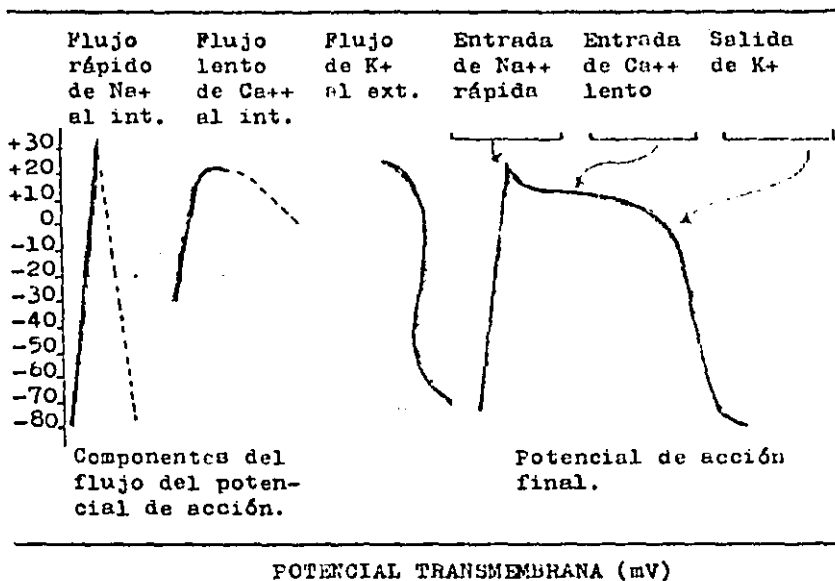 Flujo rápido de Na+ al int.
Flujo lento de Ca++ al int.
Flujo de K+ al ext.
Entrada de Na++ rápida
Entrada de Ca++ lento
Salida de K+
+30
+20
+10
0
-10
-20
-30
-40
-50
-60
-70
-80
Componentes del
flujo del poten-
cial de acción.
Potencial de acción
final.
POTENCIAL TRANSMEMBRANA (mV)